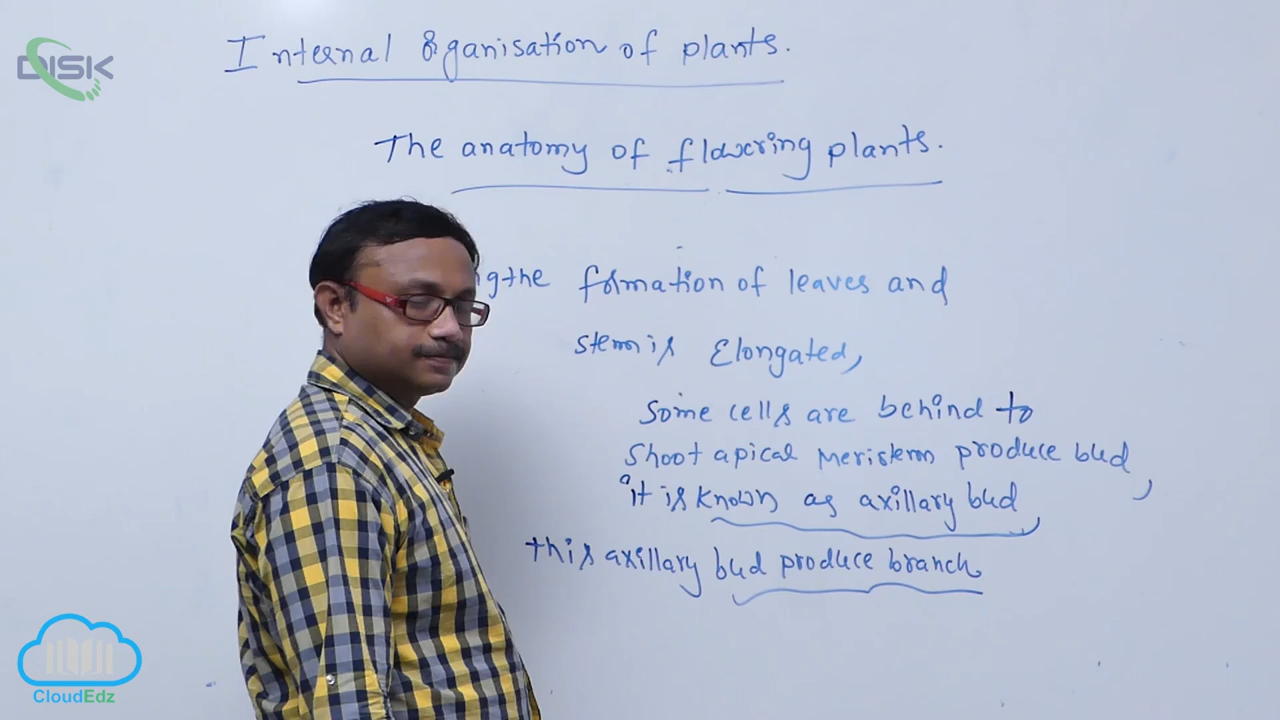 DISK
Internal organisation of plants.
The anatomy of flowering plants.
the formation of leaves and
stem is Elongated,
Some cells are behind to
Shoot apical Meristem produce bud,
it is known as axillary bud
this axillary bud produce branch.
CloudEdz